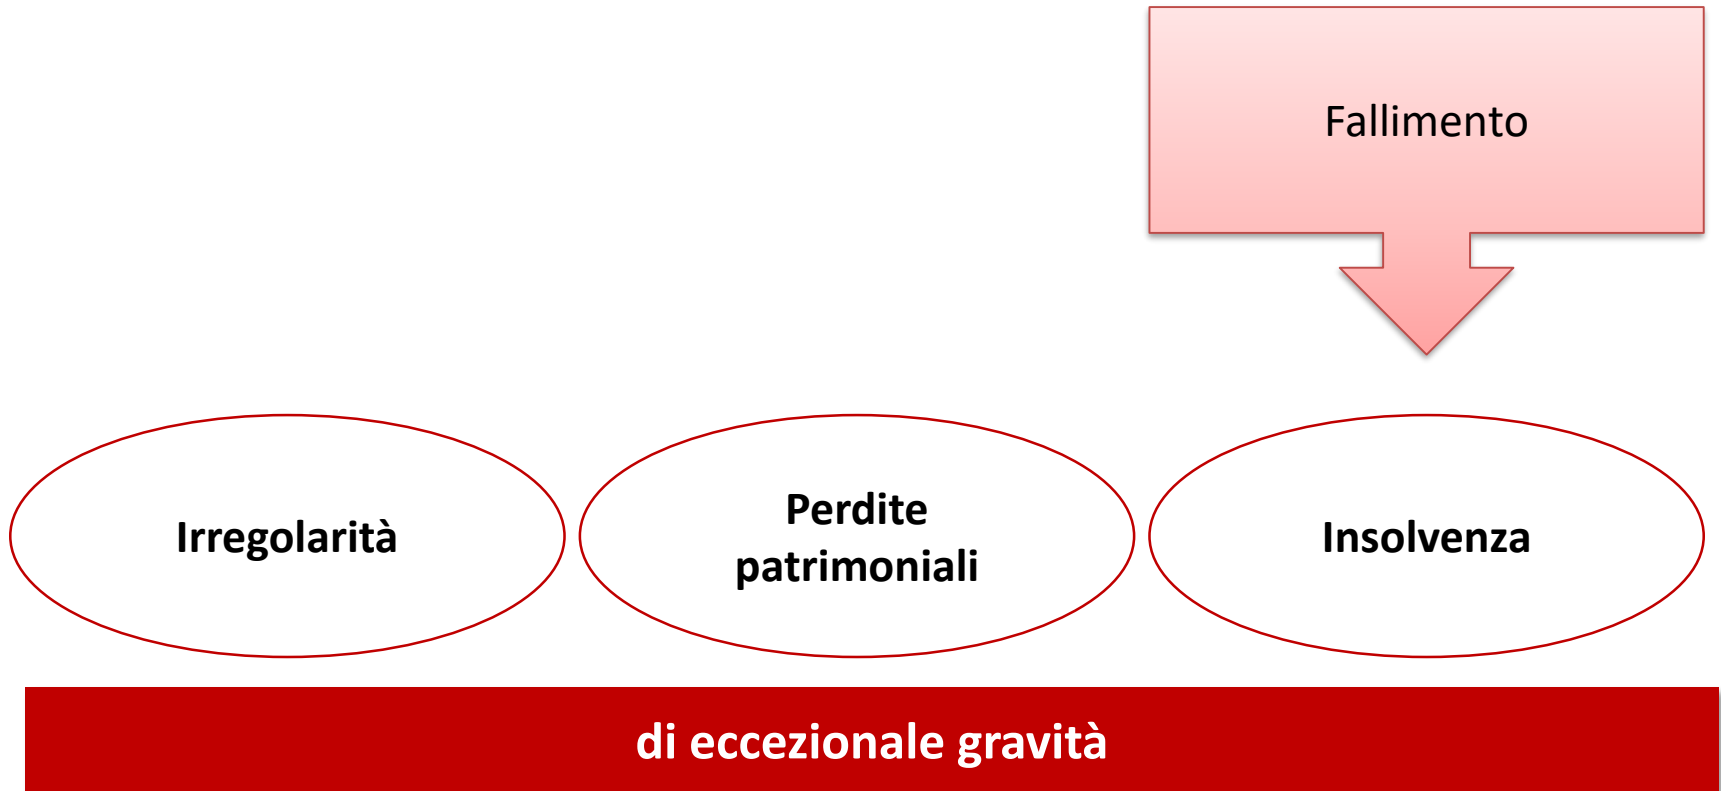 Fallimento
Irregolarità
Perdite
patrimoniali
Insolvenza
di eccezionale gravità